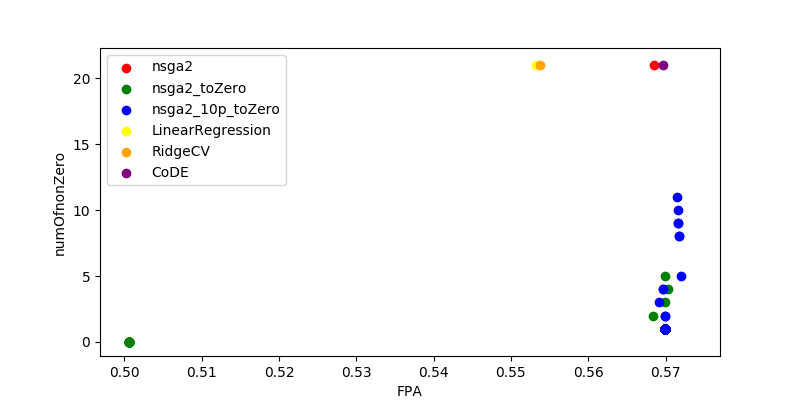 nsga2
nsga2_toZero
nsga2_10p_toZero
LinearRegression
RidgeCV
CoDE
numOfnonZero
20
15
10
5
0
0.50 0.51 0.52 0.53 0.54 0.55 0.56 0.57
FPA